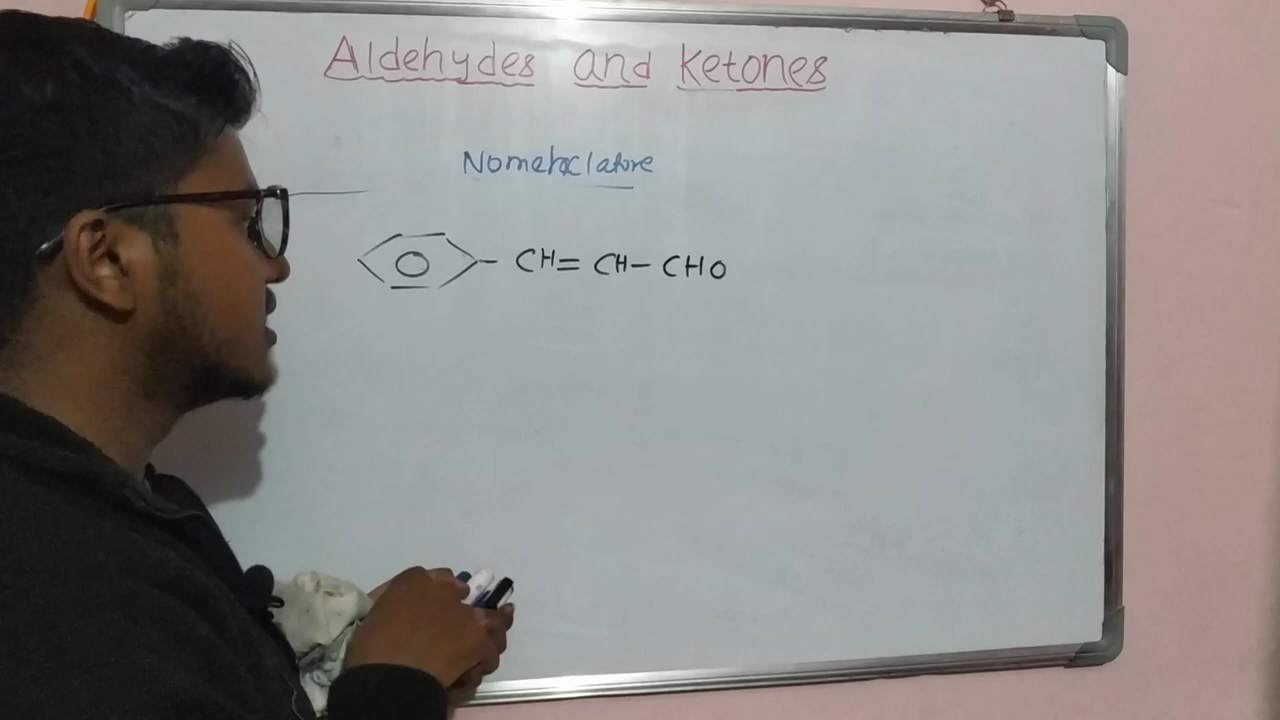 Aldehydes and Ketones
Nomenclature
CH= CH- CHO